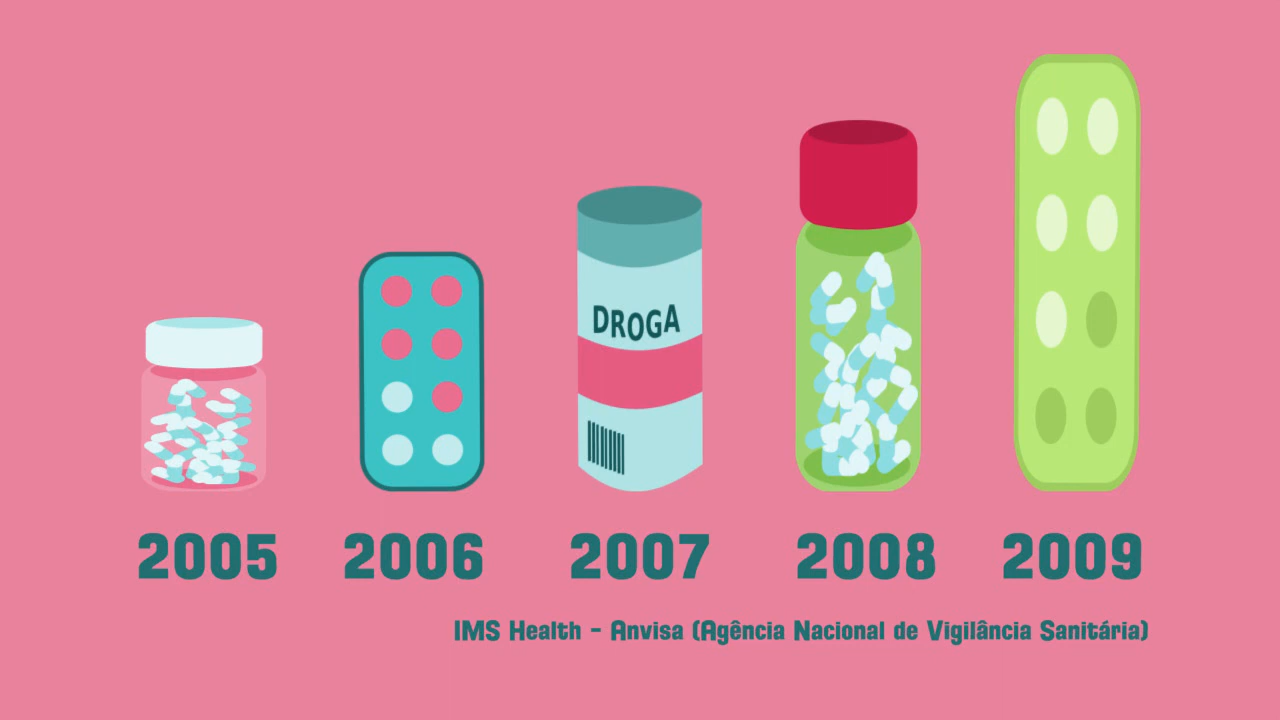 DROGA
2005 2006 2007 2008 2009
IMS Health - Anvisa (Agência Nacional de Vigilância Sanitária)